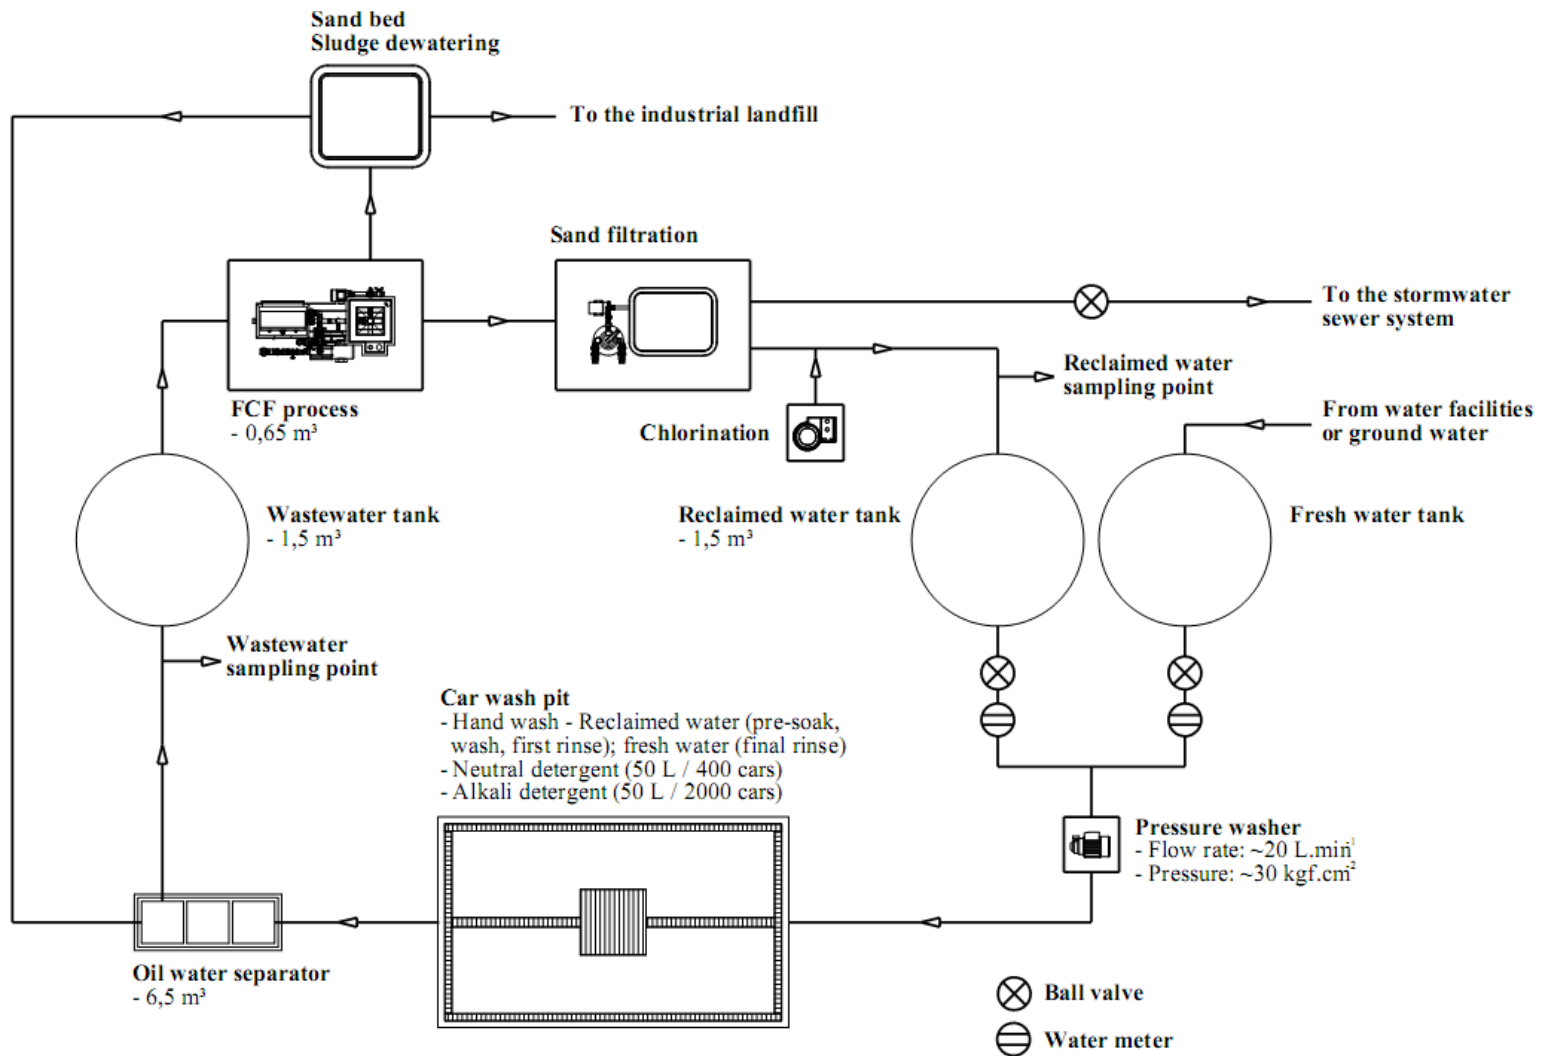 Sand bed
Sludge dewatering
To the industrial landfill
Sand filtration
To the stormwater
sewer system
FCF process
- 0,65 m³
Chlorination
Reclaimed water
sampling point
From water facilities
or ground water
Wastewater tank
- 1,5 m³
Reclaimed water tank
- 1,5 m³
Fresh water tank
Wastewater
sampling point
Car wash pit
- Hand wash - Reclaimed water (pre-soak,
wash, first rinse); fresh water (final rinse)
- Neutral detergent (50 L / 400 cars)
- Alkali detergent (50 L / 2000 cars)
Pressure washer
- Flow rate: ~20 L.min⁻¹
- Pressure: ~30 kgf.cm²
Oil water separator
- 6,5 m³
Ball valve
Water meter